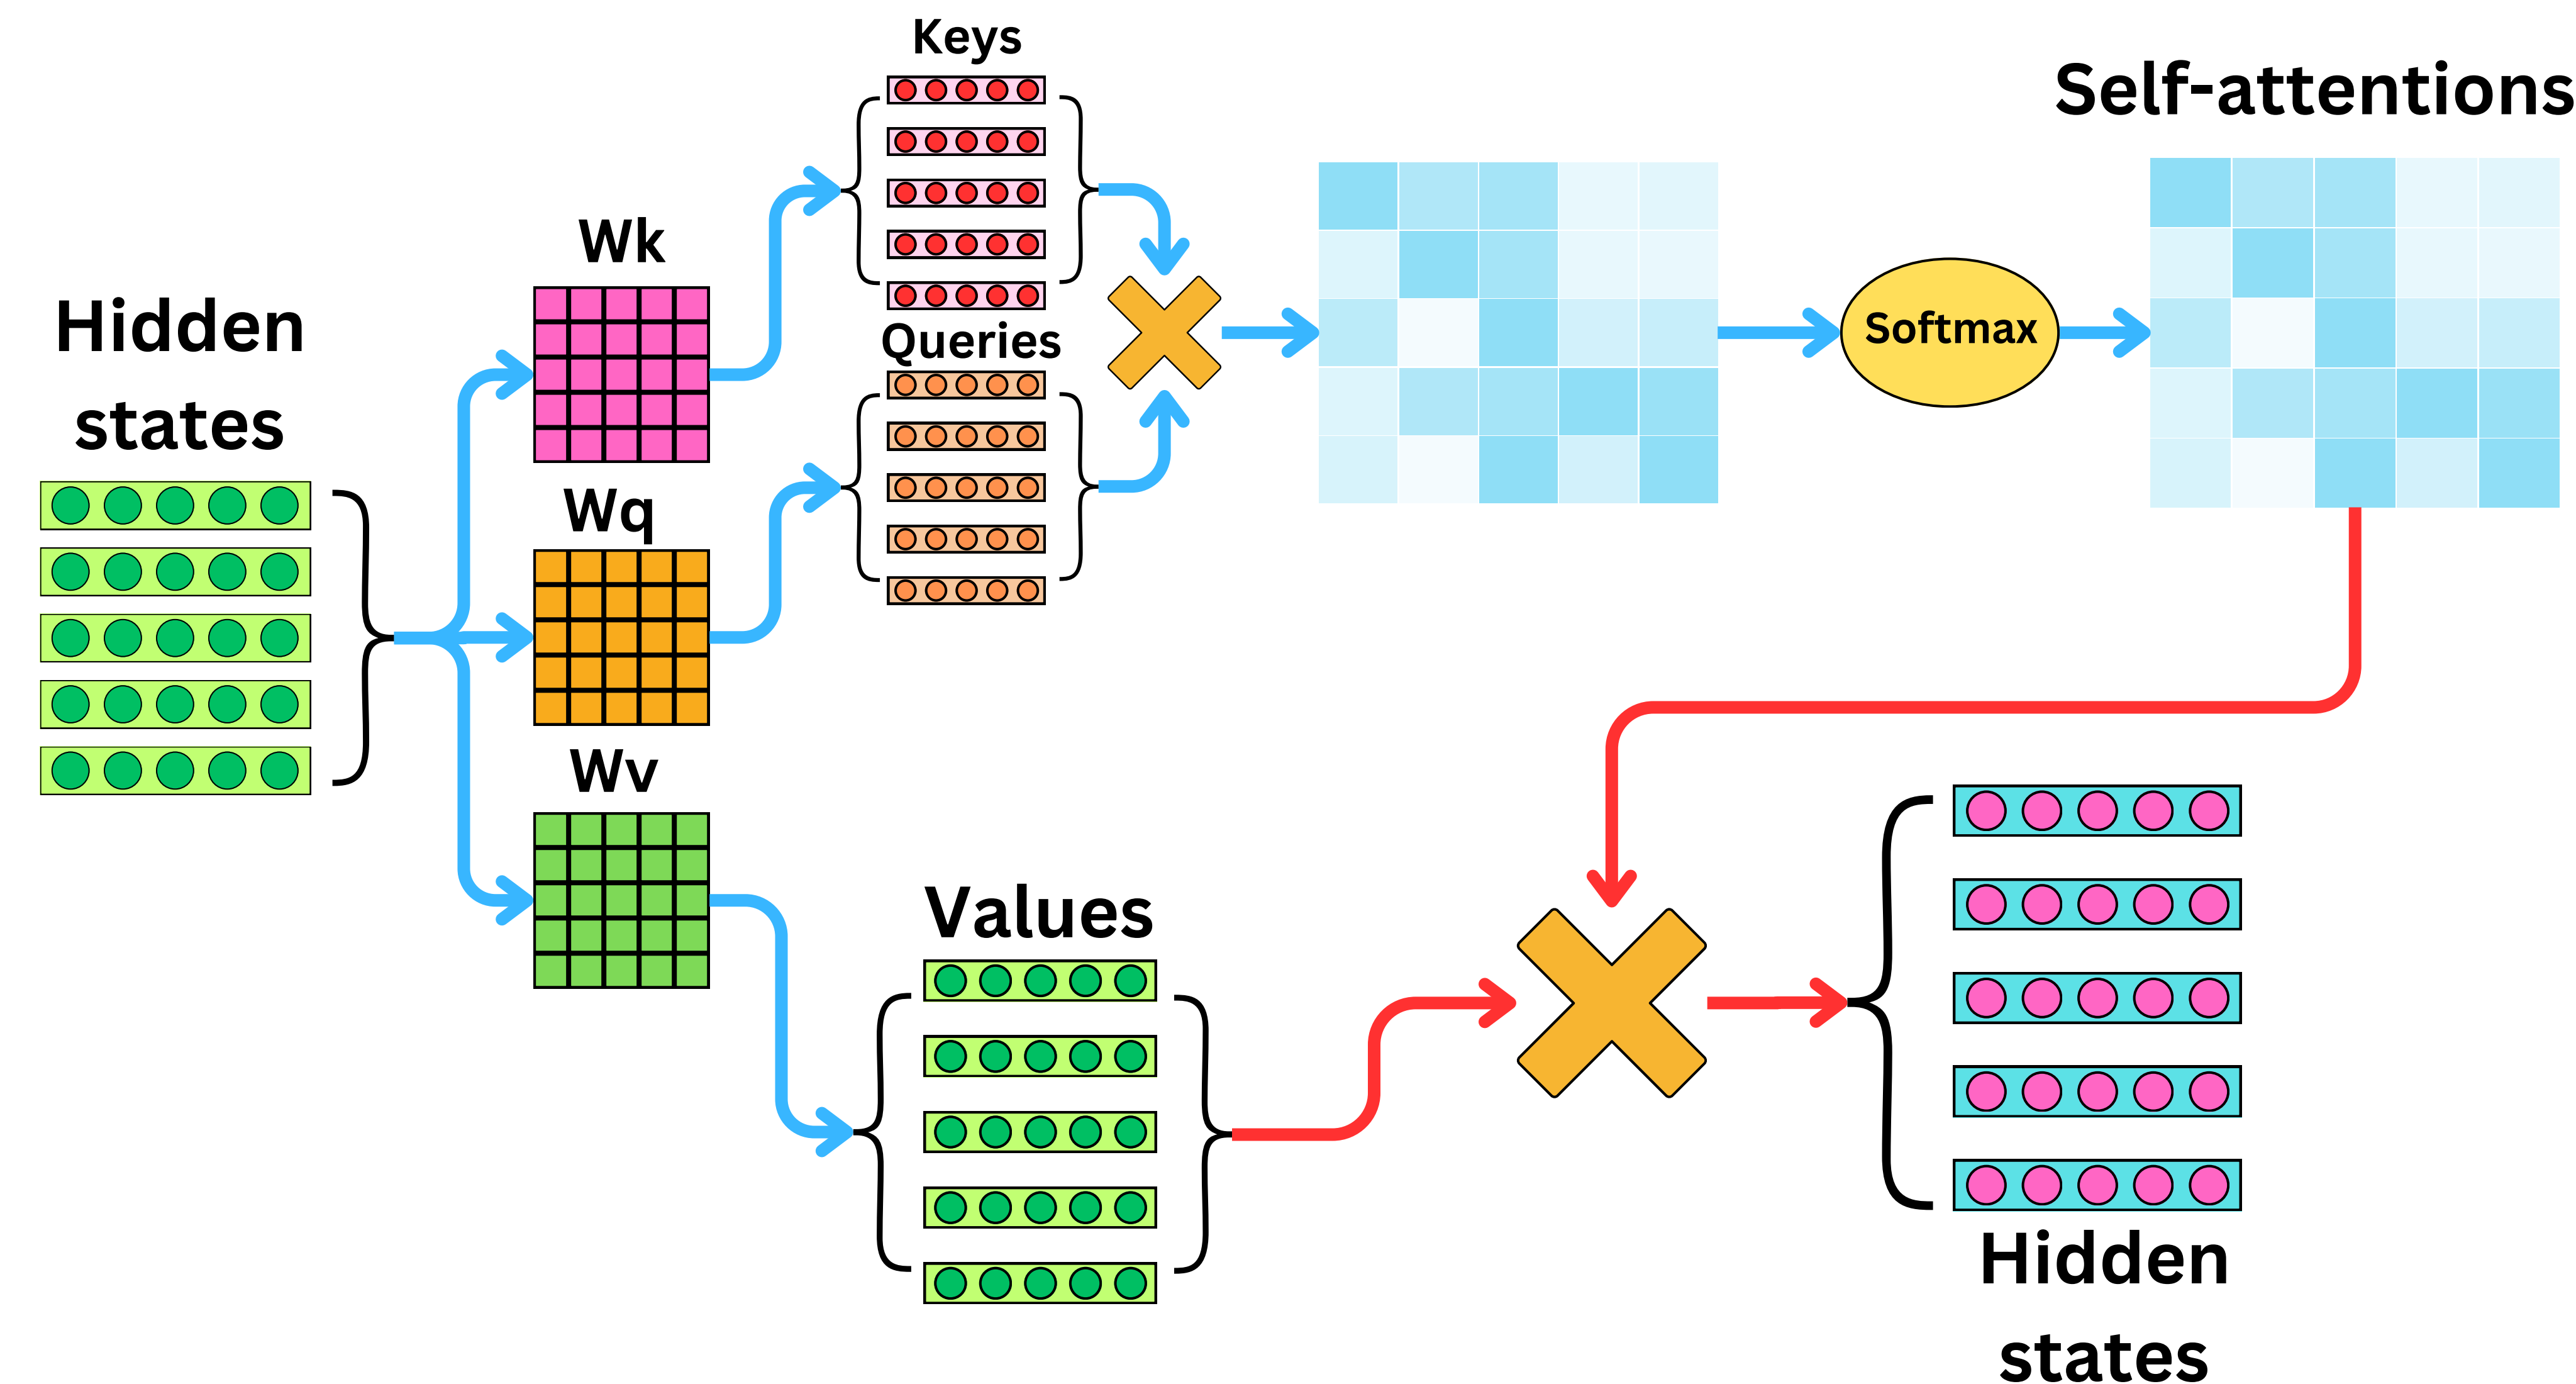 Keys
Self-attentions
Wk
Hidden
states
Queries
Softmax
Wq
Wv
Values
Hidden
states